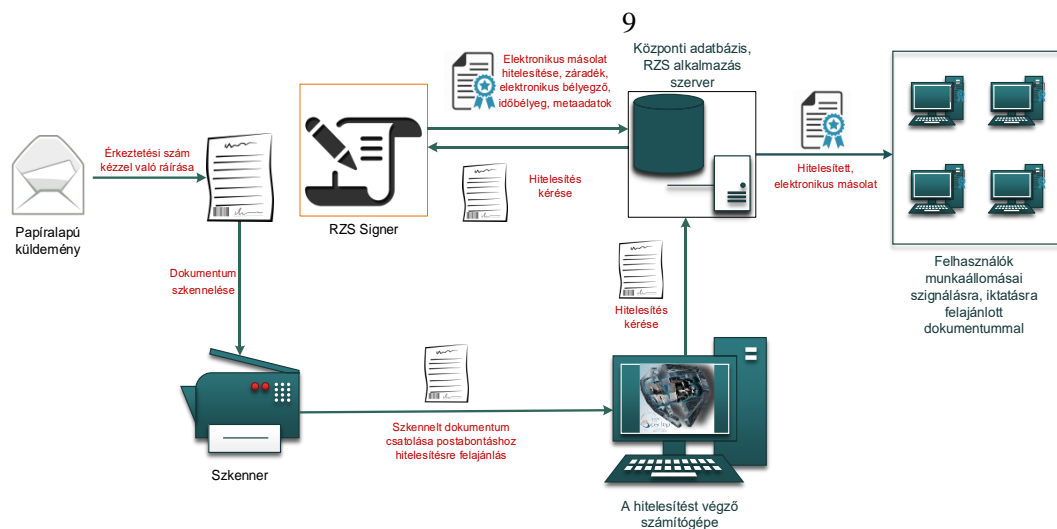 9
Elektronikus másolat
hitelesítése, záradék,
elektronikus bélyegző,
időbélyeg, metaadatok
Központi adatbázis,
RZS alkalmazás
szerver
Érkeztetési szám
kézzel való ráírása
Hitelesítés
kérése
Hitelesített,
elektronikus másolat
Papíralapú
küldemény
RZS Signer
Dokumentum
szkennelése
Hitelesítés
kérése
Felhasználók
munkaállomásai
szignálásra, iktatásra
felajánlott
dokumentummal
Szkennelt dokumentum
csatolása postabontáshoz
hitelesítésre felajánlás
Szkenner
A hitelesítést végző
számítógépe